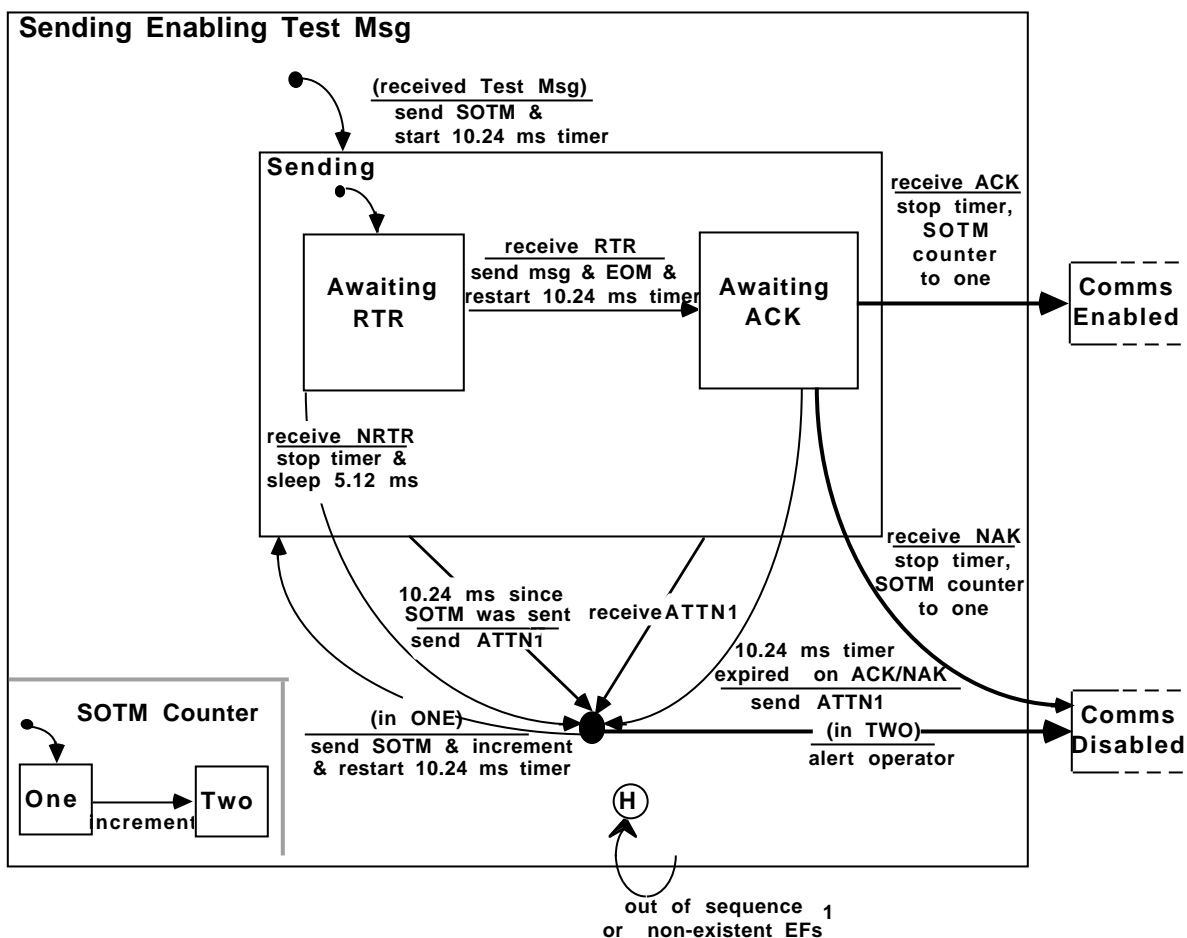 Sending Enabling Test Msg
(received Test Msg)
send SOTM &
start 10.24 ms timer
Sending
receive ACK
stop timer,
SOTM
counter
to one
Awaiting
RTR
receive RTR
send msg & EOM &
restart 10.24 ms timer
Awaiting
ACK
Comms
Enabled
receive NRTR
stop timer &
sleep 5.12 ms
receive NAK
stop timer,
SOTM counter
to one
10.24 ms since
SOTM was sent
send ATTN1
receive ATTN1
10.24 ms timer
expired on ACK/NAK
send ATTN1
(in ONE)
send SOTM & increment
& restart 10.24 ms timer
(in TWO)
alert operator
Comms
Disabled
SOTM Counter
One
increment
Two
H
out of sequence 1
or non-existent EFs